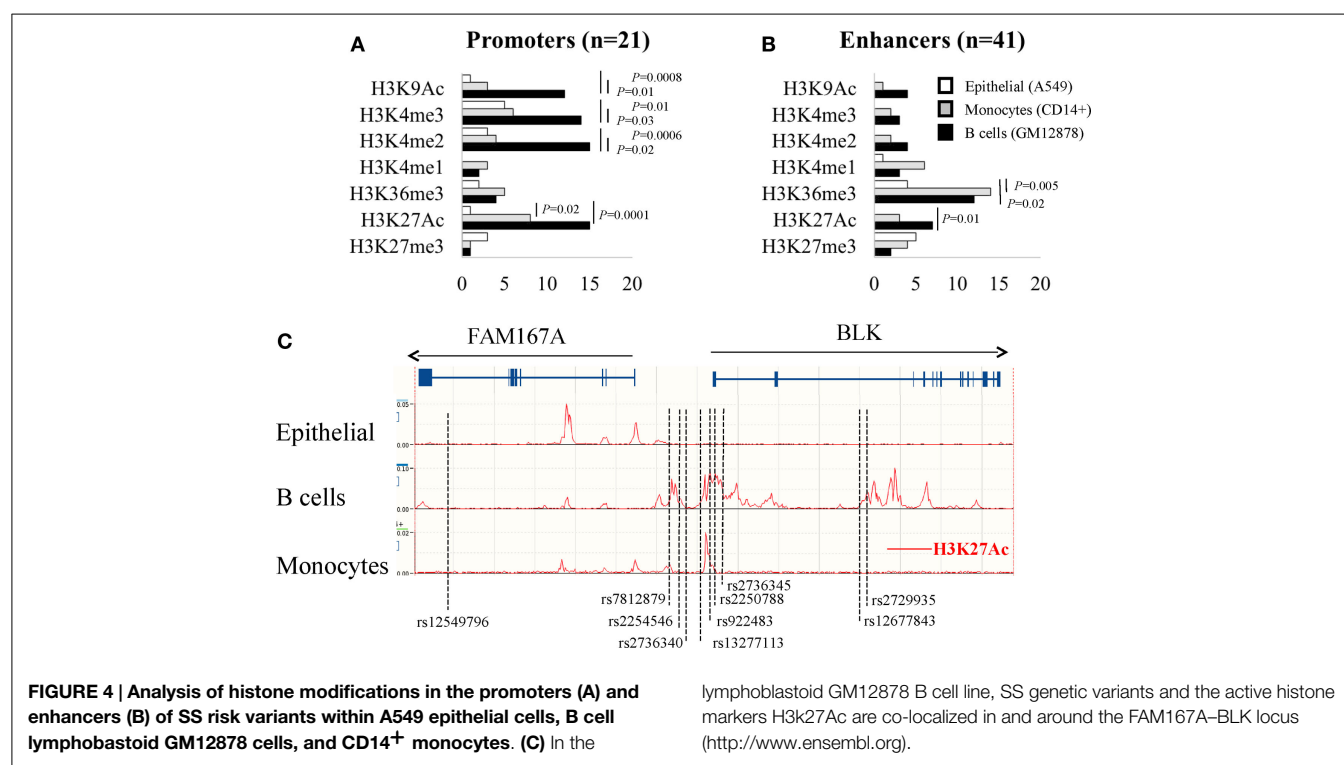 A
Promoters (n=21)
H3K9Ac
H3K4me3
H3K4me2
H3K4me1
H3K36me3
H3K27Ac
H3K27me3
P=0.0008
P=0.01
P=0.01
P=0.03
P=0.0006
P=0.02
P=0.02
P=0.0001
0 5 10 15 20
B
Enhancers (n=41)
H3K9Ac
H3K4me3
H3K4me2
H3K4me1
H3K36me3
H3K27Ac
H3K27me3
Epithelial (A549)
Monocytes (CD14+)
B cells (GM12878)
P=0.005
P=0.02
P=0.01
0 5 10 15 20
C
FAM167A
BLK
Epithelial
0.05
0.00
B cells
0.10
0.00
Monocytes
0.02
0.00
H3K27Ac
rs2736345
rs7812879
rs2250788
rs2729935
rs12549796
rs2254546
rs922483
rs12677843
rs2736340
rs13277113
FIGURE 4 | Analysis of histone modifications in the promoters (A) and
enhancers (B) of SS risk variants within A549 epithelial cells, B cell
lymphobastoid GM12878 cells, and CD14+ monocytes. (C) In the
lymphoblastoid GM12878 B cell line, SS genetic variants and the active histone
markers H3k27Ac are co-localized in and around the FAM167A–BLK locus
(http://www.ensembl.org).